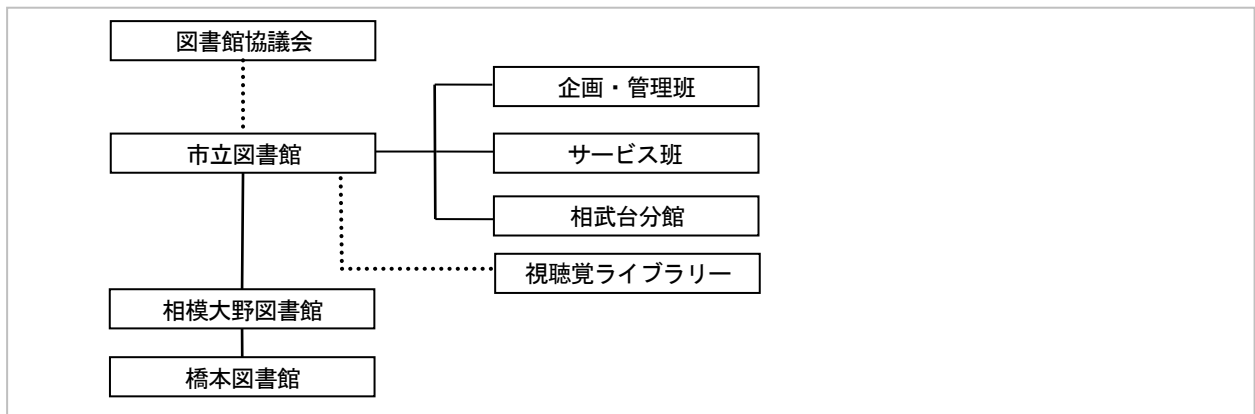 図書館協議会
企画・管理班
市立図書館
サービス班
相武台分館
視聴覚ライブラリー
相模大野図書館
橋本図書館